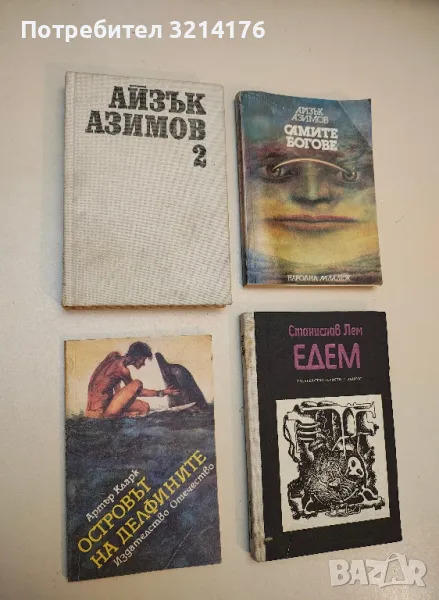 Потребител 3214176
АЙЗЪК
АЗИМОВ
2
АЙЗЪК
АЗИМОВ
САМИТЕ
БОГОВЕ
НАРОДНА МЛАДЕЖ
Артър Кларк
ОСТРОВЪТ
НА ДЕЛФИНИТЕ
Издателство Отечество
Станислав Лем
ЕДЕМ
bazar